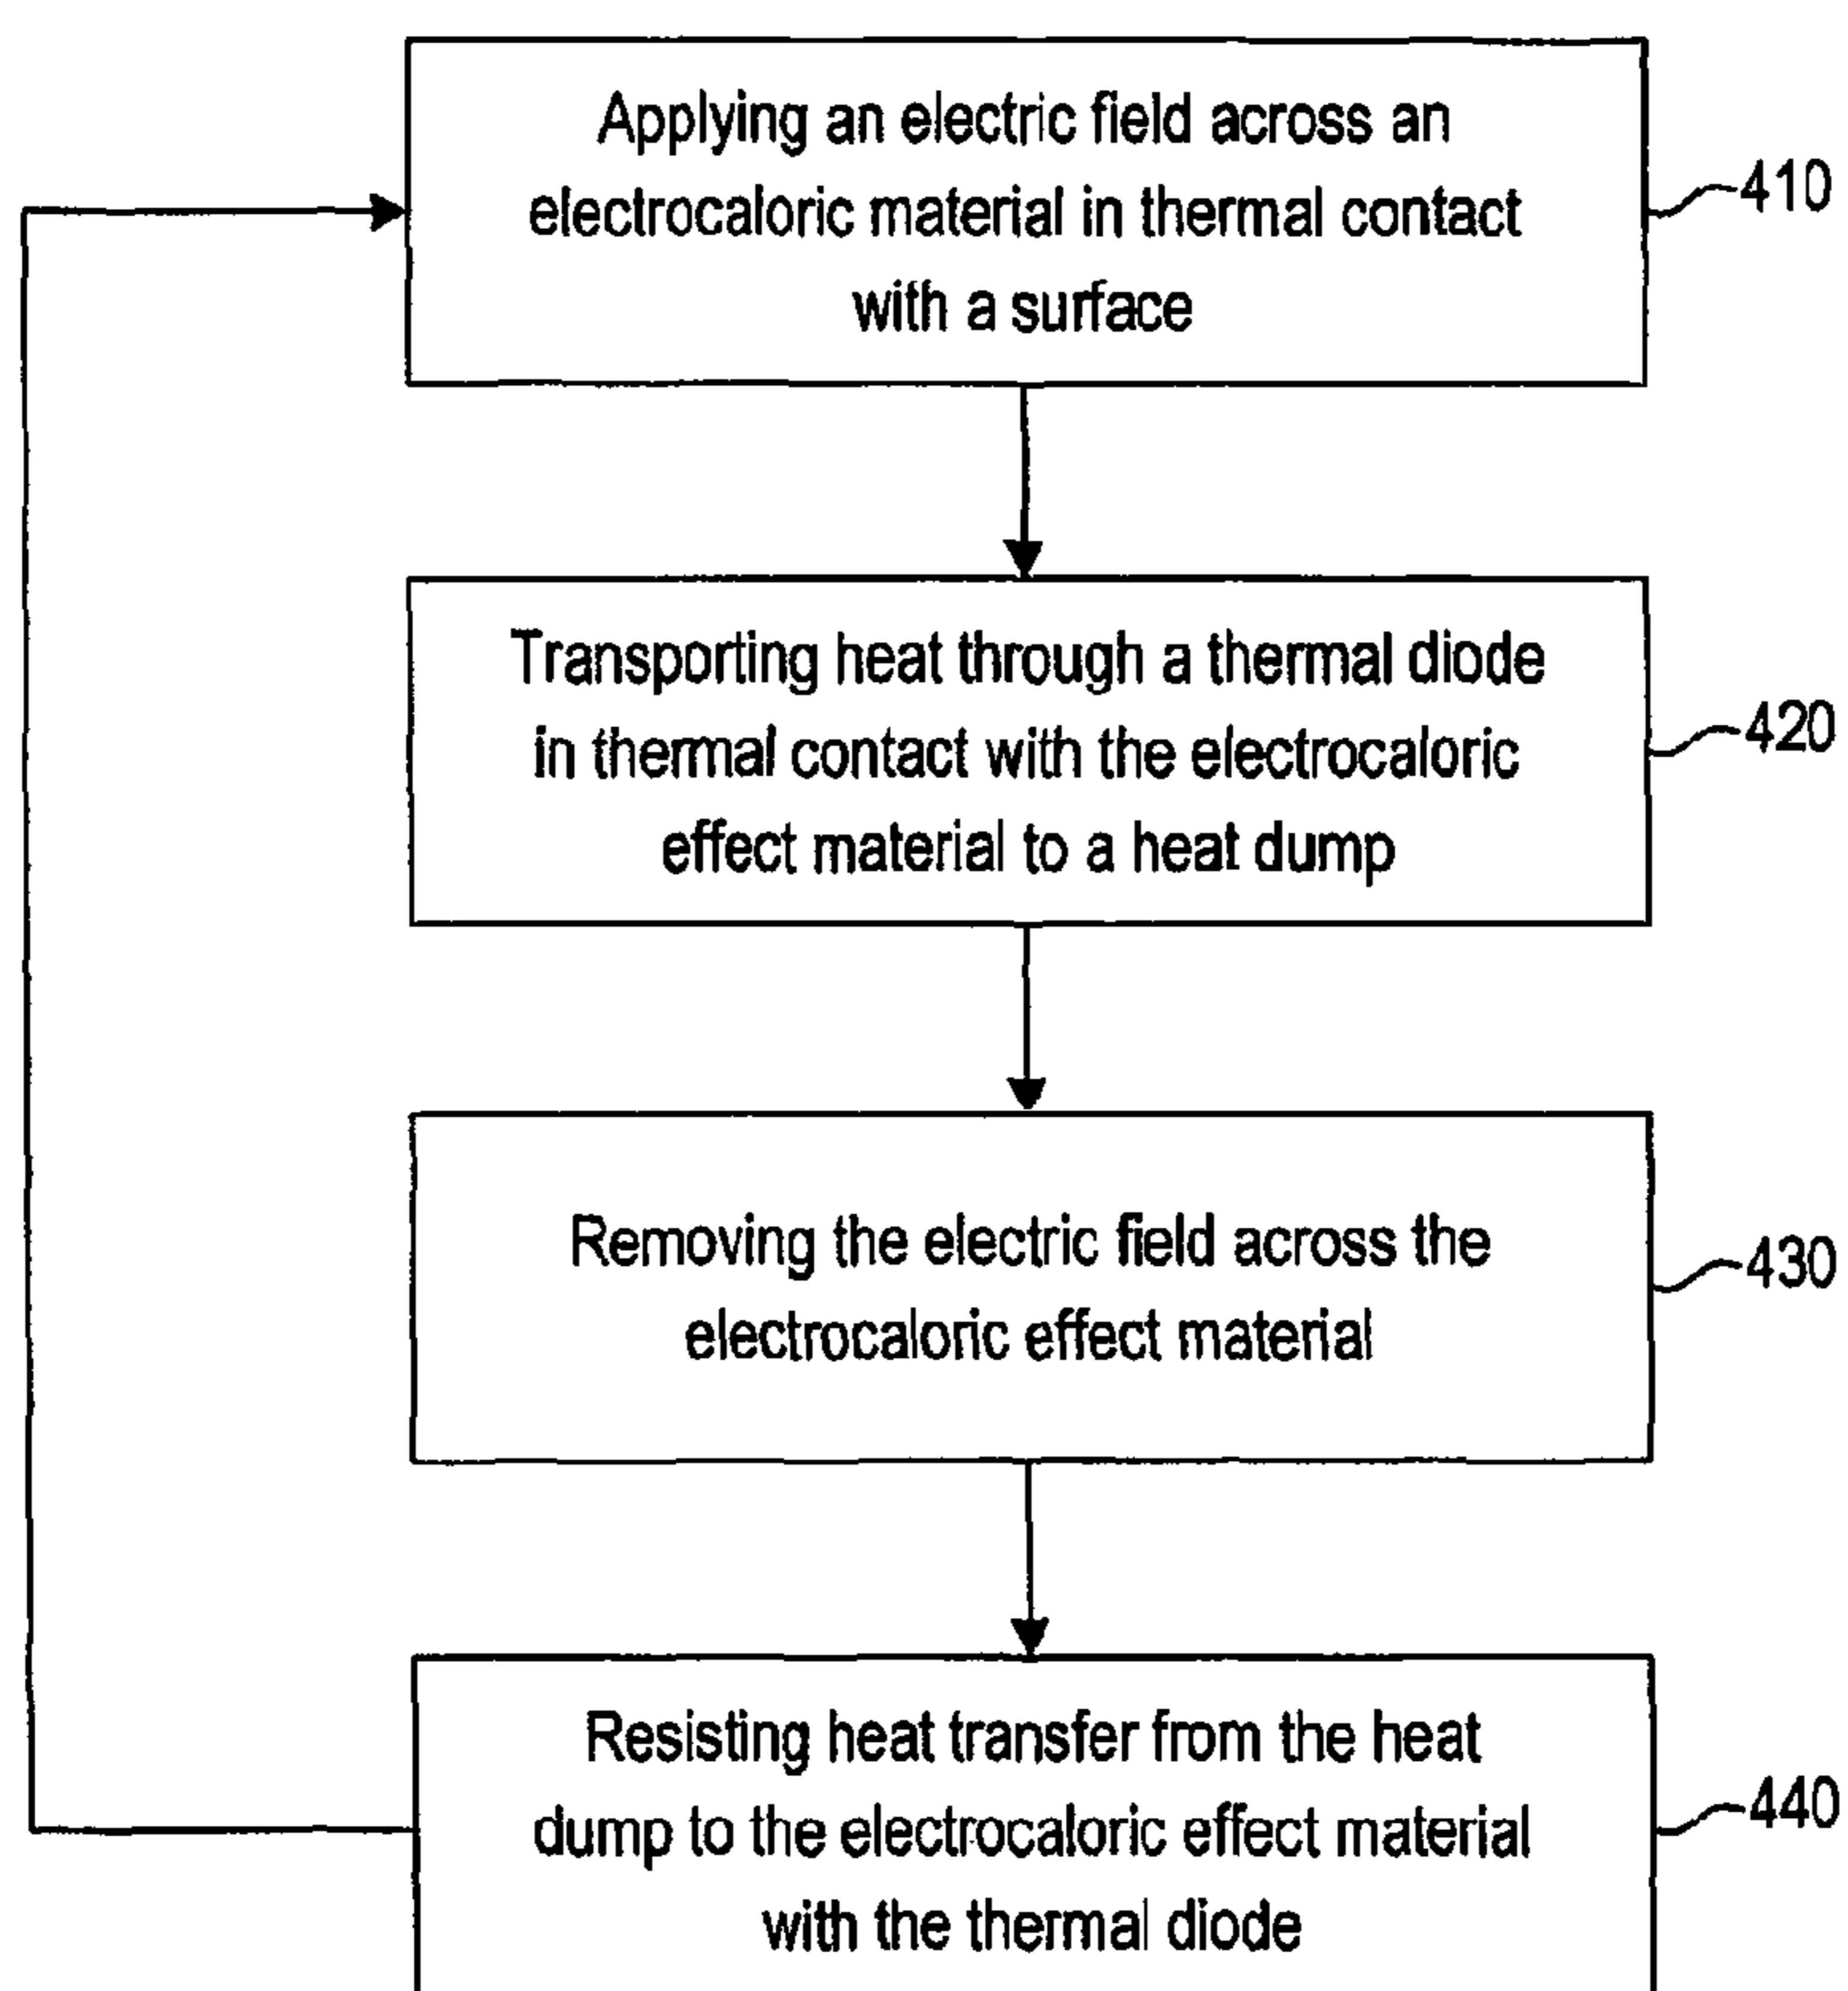 Applying an electric field across an
electrocaloric material in thermal contact
with a surface
410
Transporting heat through a thermal diode
in thermal contact with the electrocaloric
effect material to a heat dump
420
Removing the electric field across the
electrocaloric effect material
430
Resisting heat transfer from the heat
dump to the electrocaloric effect material
with the thermal diode
440